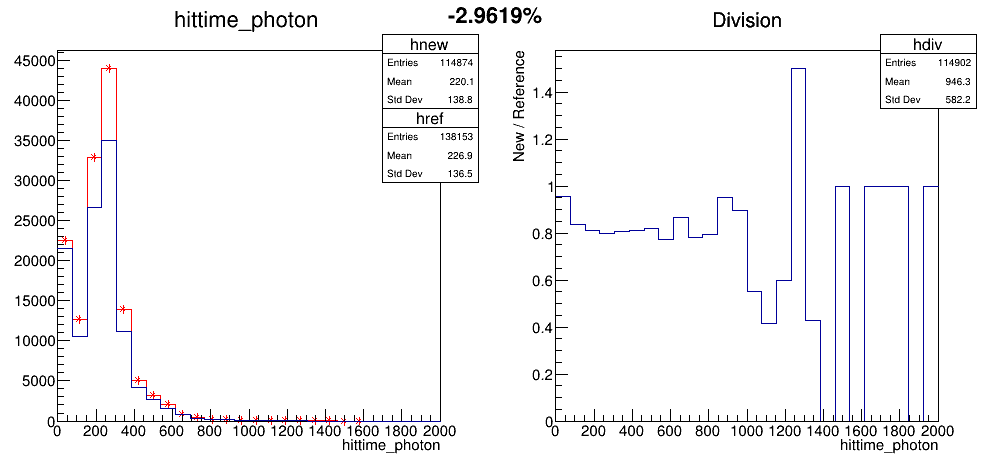 -2.9619%
hittime_photon
hnew
Entries 114874
Mean 220.1
Std Dev 138.8
href
Entries 138153
Mean 226.9
Std Dev 136.5
45000
40000
35000
30000
25000
20000
15000
10000
5000
0
0 200 400 600 800 1000 1200 1400 1600 1800 2000
hittime_photon
Division
hdiv
Entries 114902
Mean 946.3
Std Dev 582.2
New / Reference
1.4
1.2
1
0.8
0.6
0.4
0.2
0
0 200 400 600 800 1000 1200 1400 1600 1800 2000
hittime_photon